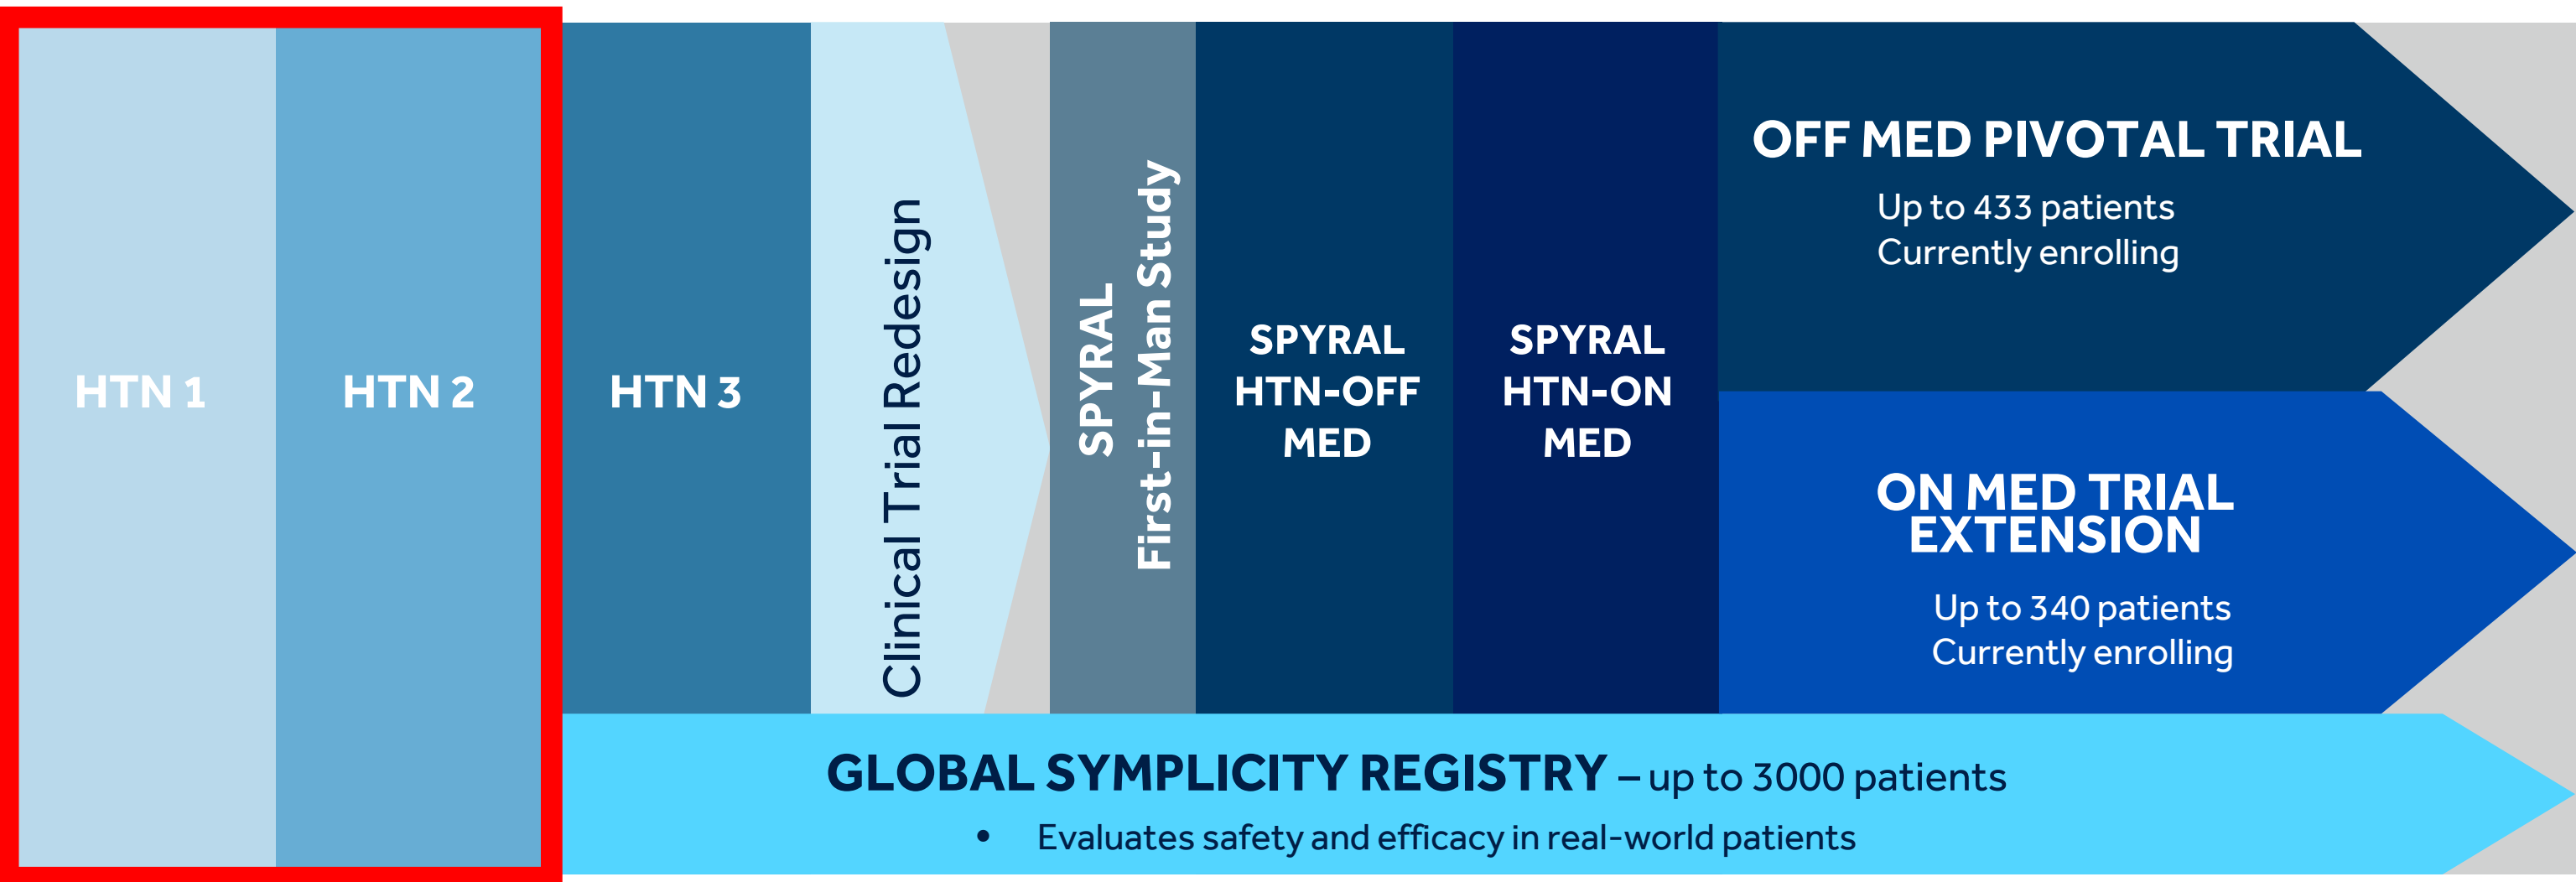 HTN 1
HTN 2
HTN 3
Clinical Trial Redesign
SPYRAL
First-in-Man Study
SPYRAL
HTN-OFF
MED
SPYRAL
HTN-ON
MED
OFF MED PIVOTAL TRIAL
Up to 433 patients
Currently enrolling
ON MED TRIAL
EXTENSION
Up to 340 patients
Currently enrolling
GLOBAL SYMPLICITY REGISTRY – up to 3000 patients
• Evaluates safety and efficacy in real-world patients